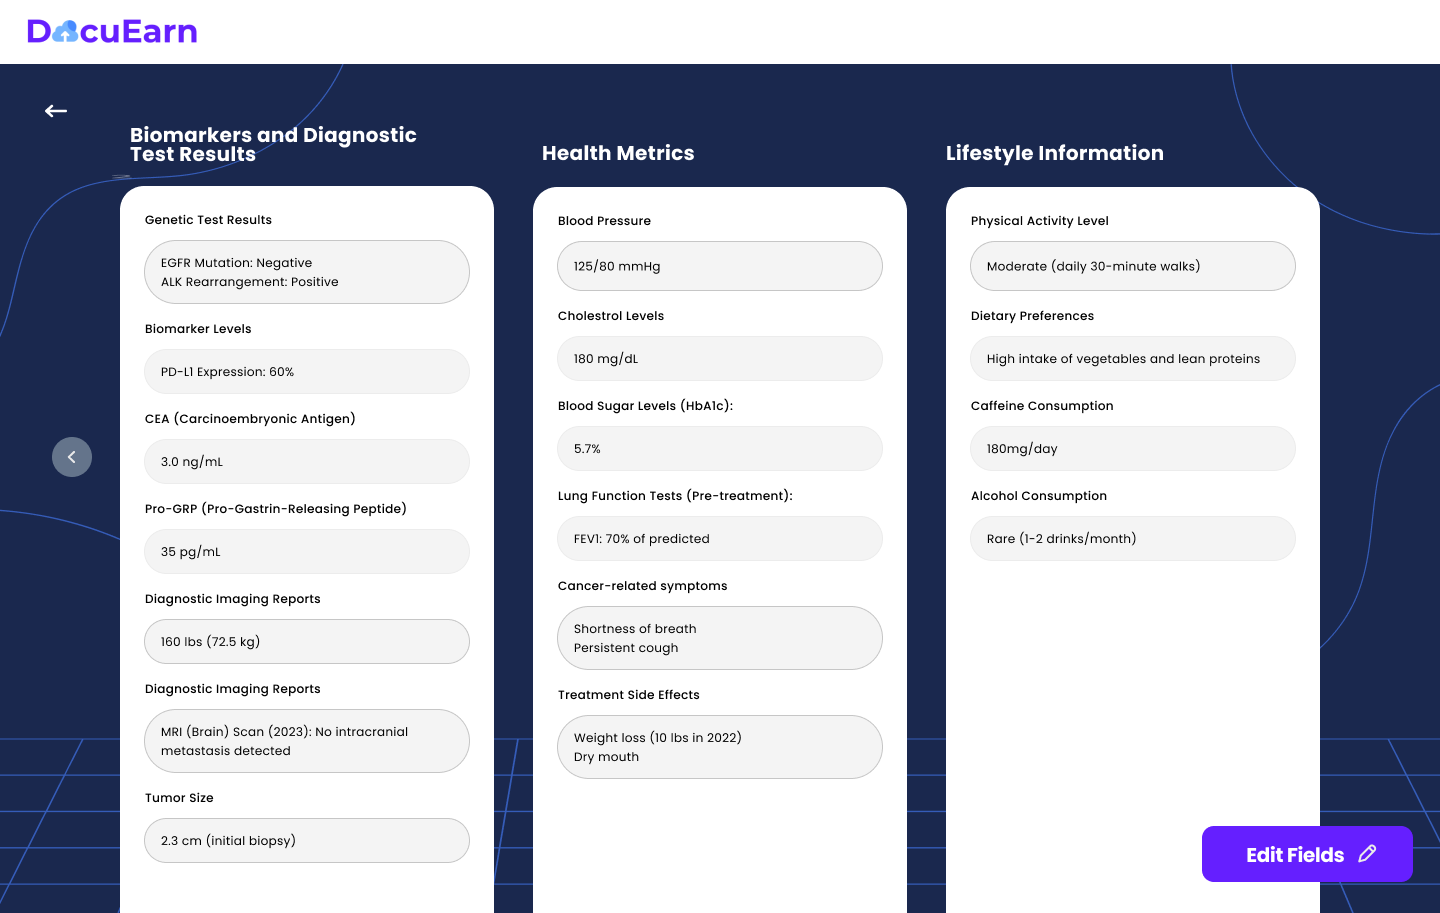 DocuEarn
Biomarkers and Diagnostic
Test Results
Genetic Test Results
EGFR Mutation: Negative
ALK Rearrangement: Positive
Biomarker Levels
PD-L1 Expression: 60%
CEA (Carcinoembryonic Antigen)
3.0 ng/mL
Pro-GRP (Pro-Gastrin-Releasing Peptide)
35 pg/mL
Diagnostic Imaging Reports
160 lbs (72.5 kg)
Diagnostic Imaging Reports
MRI (Brain) Scan (2023): No intracranial
metastasis detected
Tumor Size
2.3 cm (initial biopsy)
Health Metrics
Blood Pressure
125/80 mmHg
Cholestrol Levels
180 mg/dL
Blood Sugar Levels (HbA1c):
5.7%
Lung Function Tests (Pre-treatment):
FEV1: 70% of predicted
Cancer-related symptoms
Shortness of breath
Persistent cough
Treatment Side Effects
Weight loss (10 lbs in 2022)
Dry mouth
Lifestyle Information
Physical Activity Level
Moderate (daily 30-minute walks)
Dietary Preferences
High intake of vegetables and lean proteins
Caffeine Consumption
180mg/day
Alcohol Consumption
Rare (1-2 drinks/month)
Edit Fields